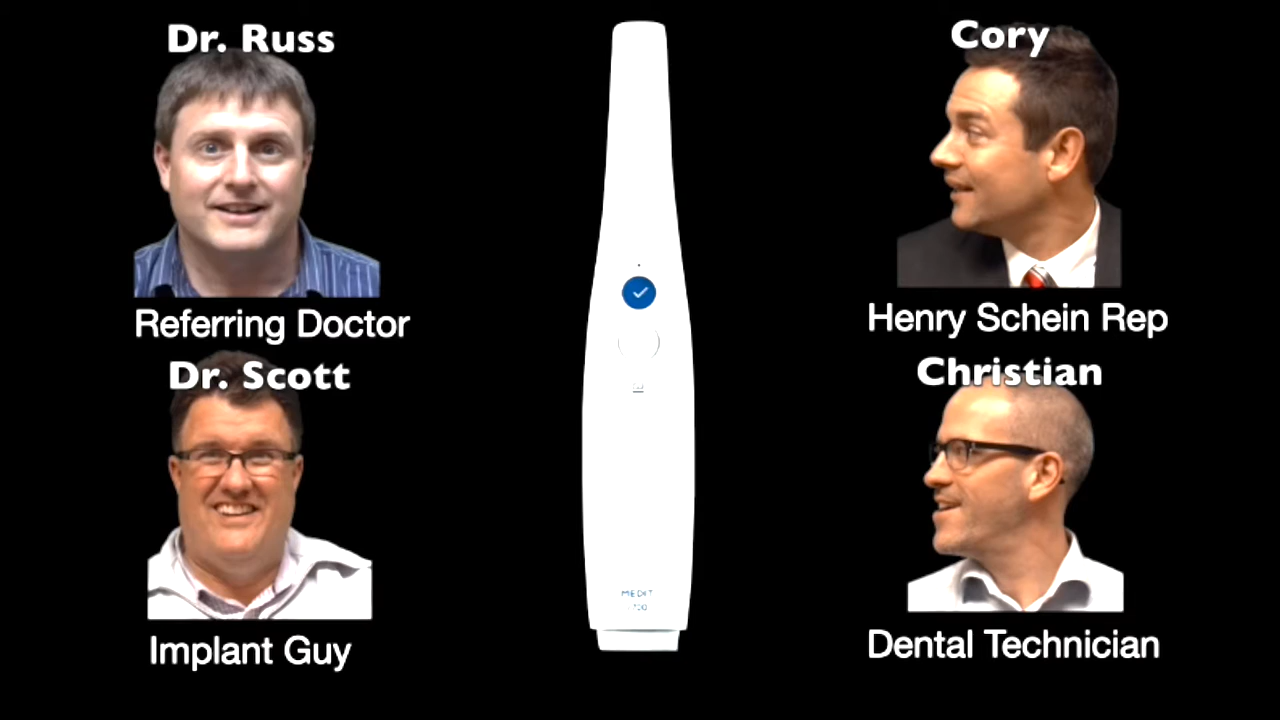 Dr. Russ
Cory
Referring Doctor
Henry Schein Rep
Dr. Scott
Christian
MEDIT
Implant Guy
Dental Technician